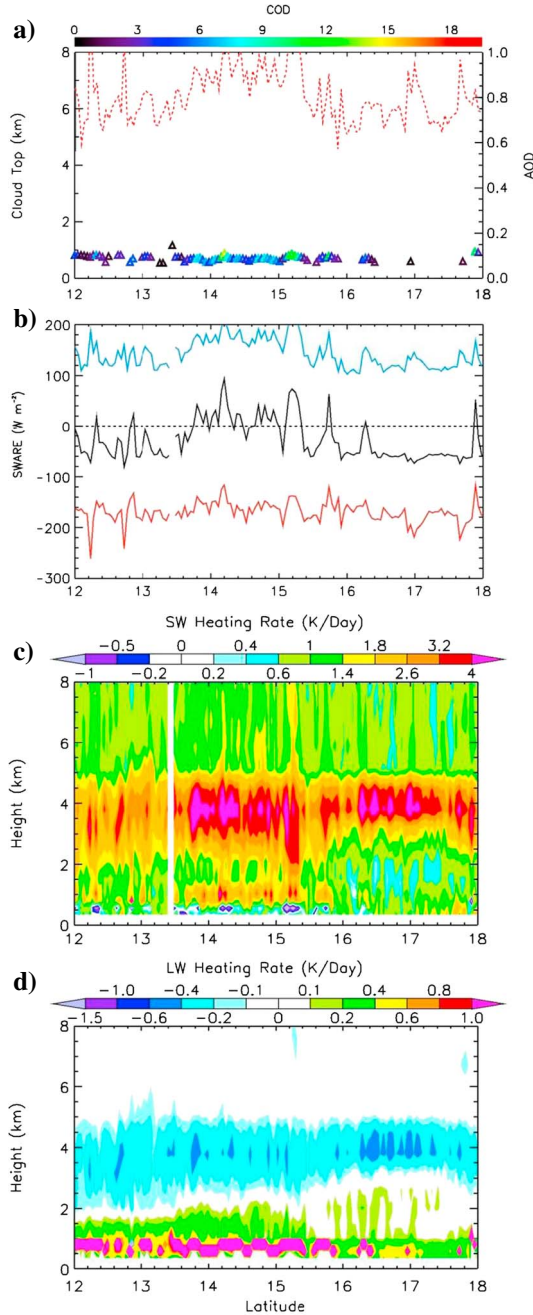 COD
0 3 6 9 12 15 18
a)
8 1.0
6 0.8
0.6
4
0.4
2
0.2
0 0.0
Cloud Top (km)
AOD
12 13 14 15 16 17 18
b)
200
100
0
-100
-200
-300
SWARE (W m⁻²)
12 13 14 15 16 17 18
SW Heating Rate (K/Day)
c)
-0.5 0 0.4 1 1.8 3.2
-1 -0.2 0.2 0.6 1.4 2.6 4
8
6
4
2
0
Height (km)
12 13 14 15 16 17 18
LW Heating Rate (K/Day)
d)
-1.0 -0.4 -0.1 0.1 0.4 0.8
-1.5 -0.6 -0.2 0 0.2 0.6 1.0
8
6
4
2
0
Height (km)
12 13 14 15 16 17 18
Latitude